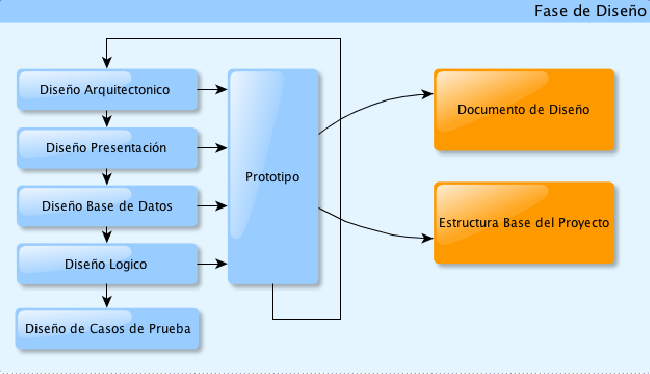 Fase de Diseño
Diseño Arquitectonico
Diseño Presentación
Diseño Base de Datos
Diseño Logico
Diseño de Casos de Prueba
Prototipo
Documento de Diseño
Estructura Base del Proyecto